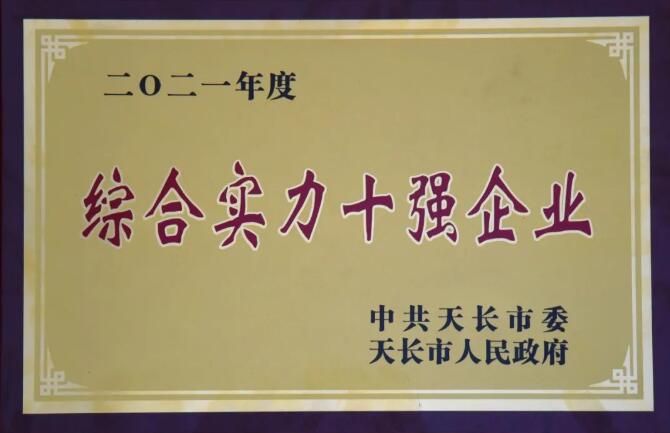 二〇二一年度
综合实力十强企业
中共天长市委
天长市人民政府